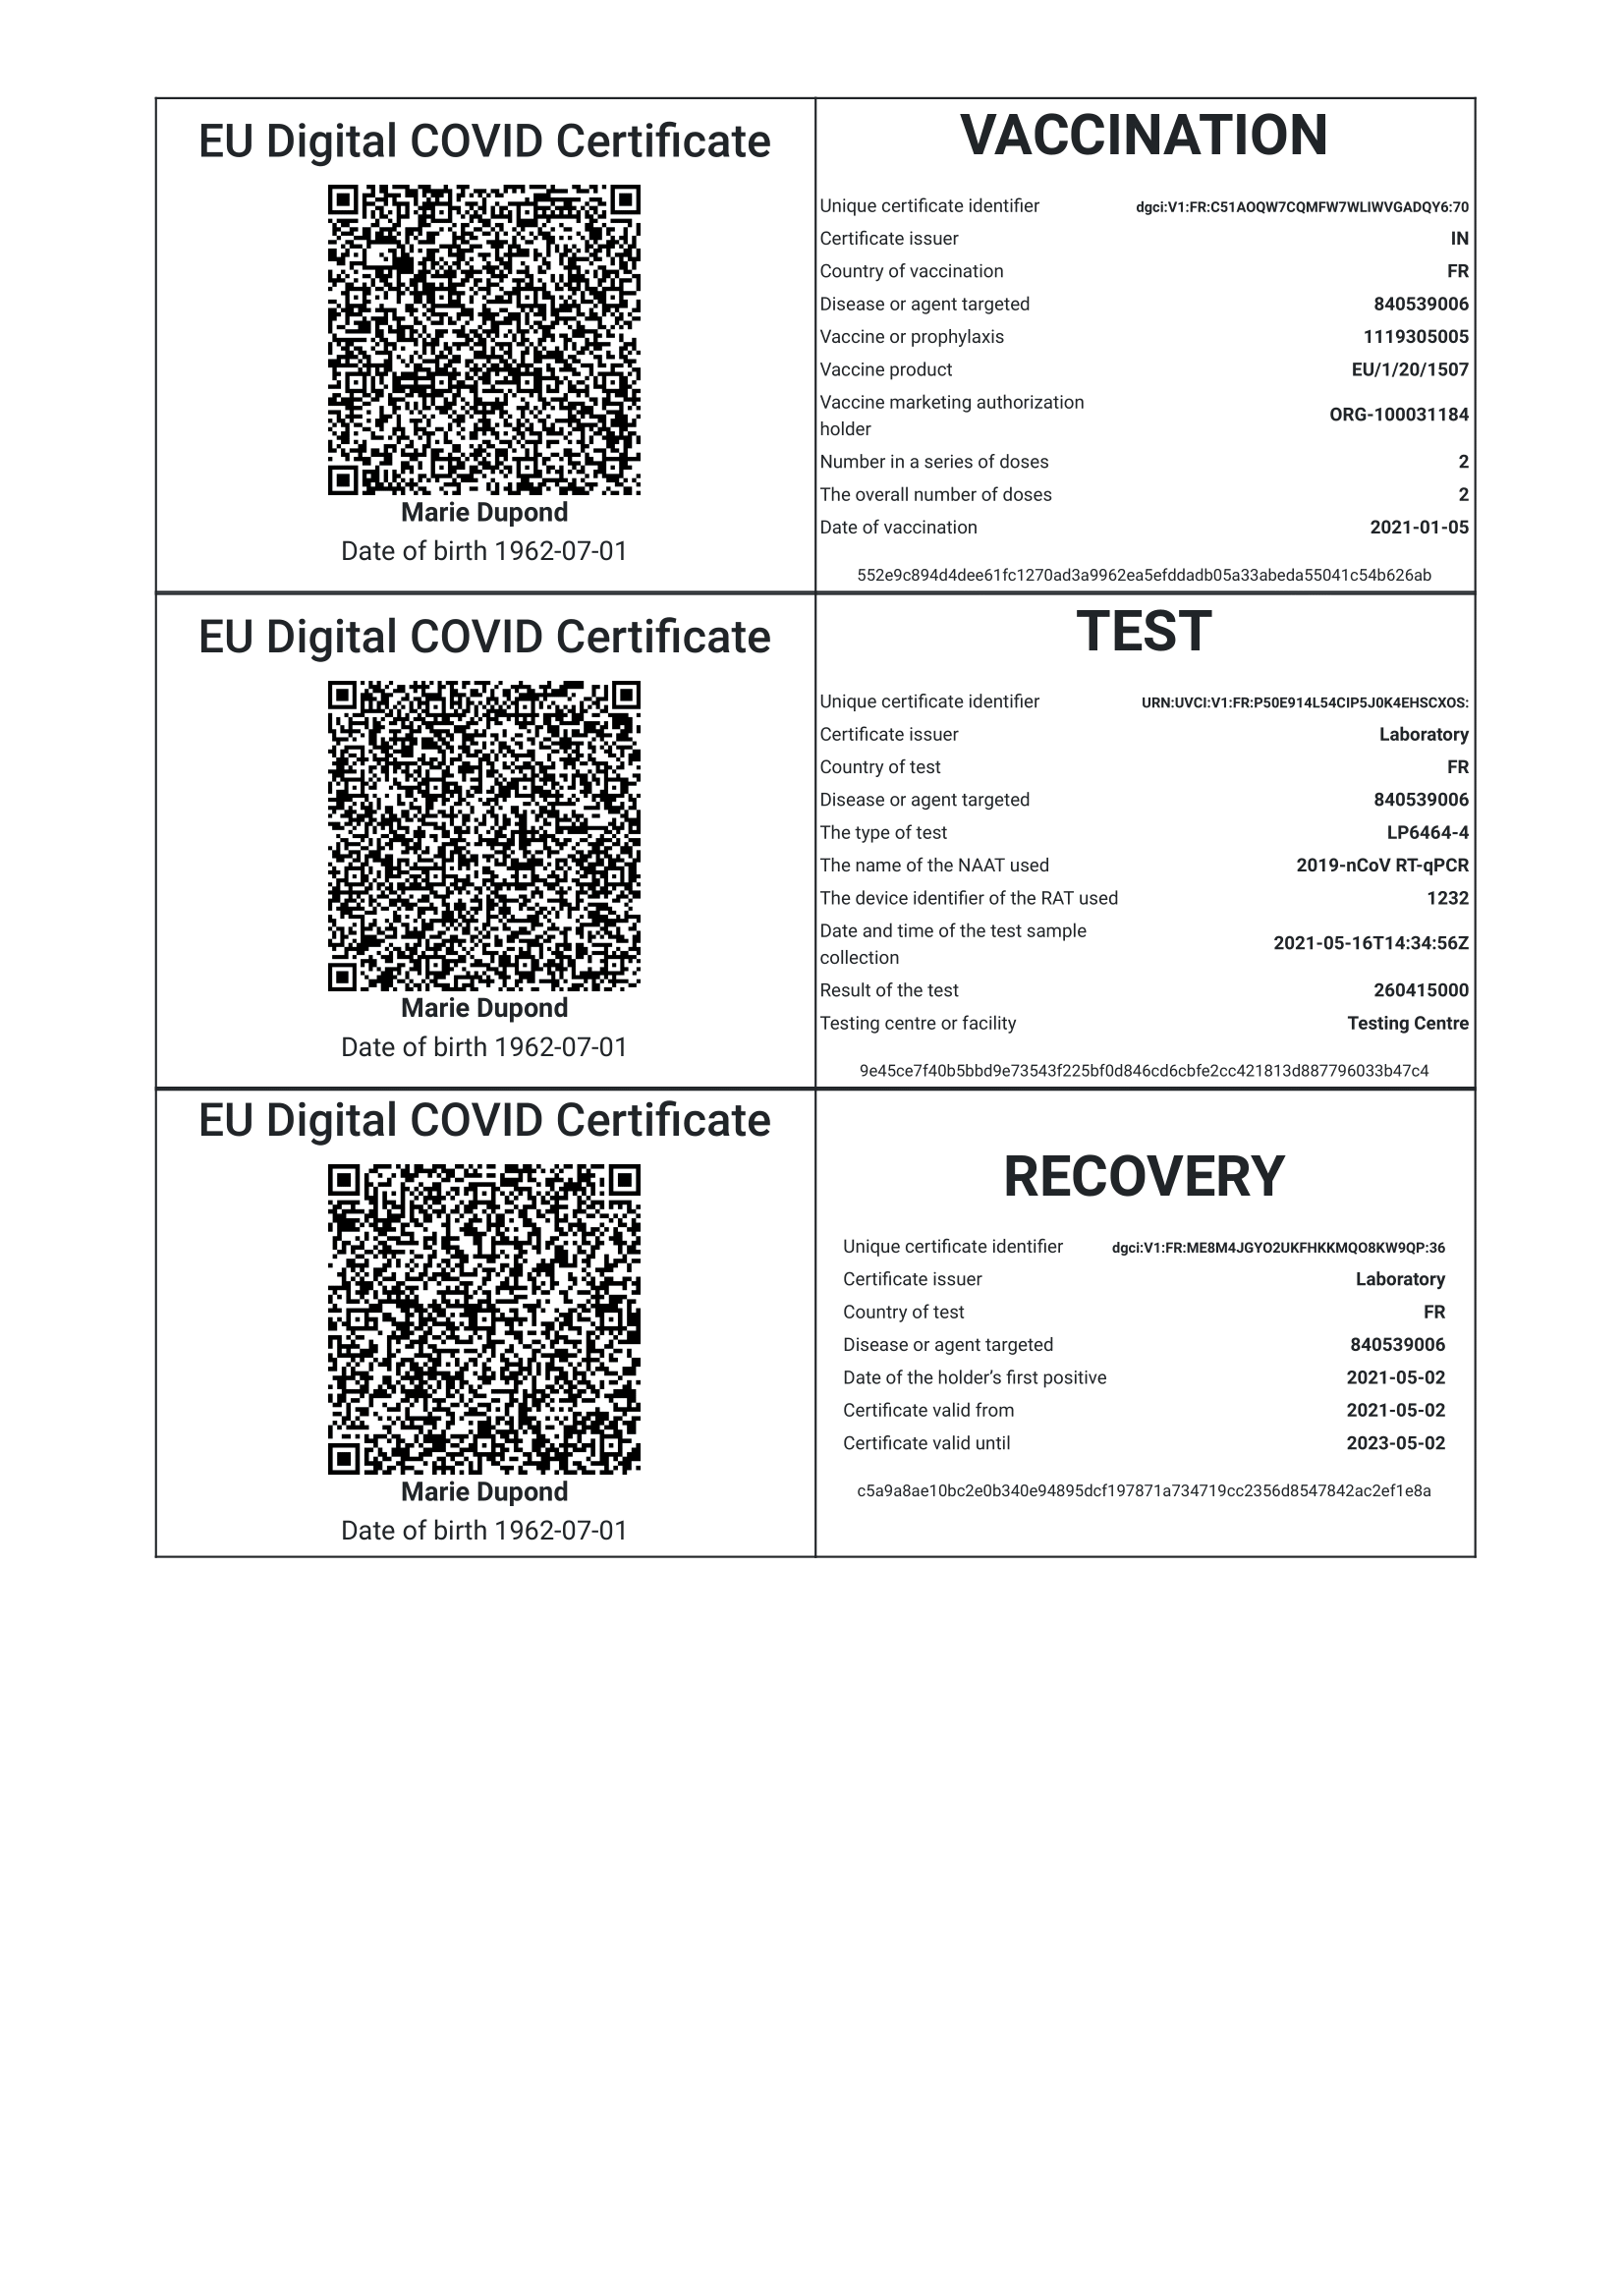 EU Digital COVID Certificate
Marie Dupond
Date of birth 1962-07-01
VACCINATION
Unique certificate identifier dgci:V1:FR:C51AOQW7CQMFW7WLIWVGADQY6:70
Certificate issuer IN
Country of vaccination FR
Disease or agent targeted 840539006
Vaccine or prophylaxis 1119305005
Vaccine product EU/1/20/1507
Vaccine marketing authorization
holder ORG-100031184
Number in a series of doses 2
The overall number of doses 2
Date of vaccination 2021-01-05
552e9c894d4dee61fc1270ad3a9962ea5efddadb05a33abeda55041c54b626ab
EU Digital COVID Certificate
Marie Dupond
Date of birth 1962-07-01
TEST
Unique certificate identifier URN:UVCI:V1:FR:P50E914L54CIP5J0K4EHSCXOS:
Certificate issuer Laboratory
Country of test FR
Disease or agent targeted 840539006
The type of test LP6464-4
The name of the NAAT used 2019-nCoV RT-qPCR
The device identifier of the RAT used 1232
Date and time of the test sample
collection 2021-05-16T14:34:56Z
Result of the test 260415000
Testing centre or facility Testing Centre
9e45ce7f40b5bbd9e73543f225bf0d846cd6cbfe2cc421813d887796033b47c4
EU Digital COVID Certificate
Marie Dupond
Date of birth 1962-07-01
RECOVERY
Unique certificate identifier dgci:V1:FR:ME8M4JGYO2UKFHKKMQO8KW9QP:36
Certificate issuer Laboratory
Country of test FR
Disease or agent targeted 840539006
Date of the holder’s first positive 2021-05-02
Certificate valid from 2021-05-02
Certificate valid until 2023-05-02
c5a9a8ae10bc2e0b340e94895dcf197871a734719cc2356d8547842ac2ef1e8a